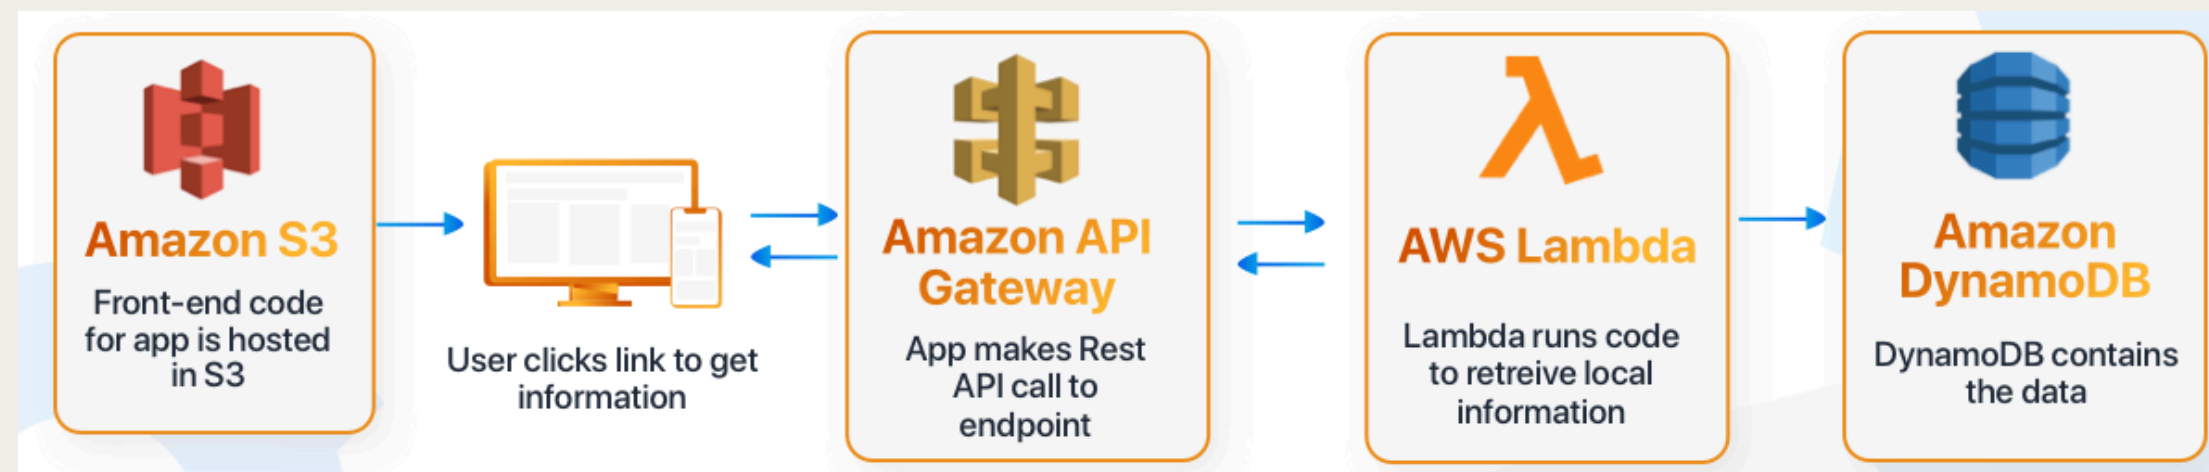 Amazon S3
Front-end code
for app is hosted
in S3
User clicks link to get
information
Amazon API
Gateway
App makes Rest
API call to
endpoint
AWS Lambda
Lambda runs code
to retreive local
information
Amazon
DynamoDB
DynamoDB contains
the data